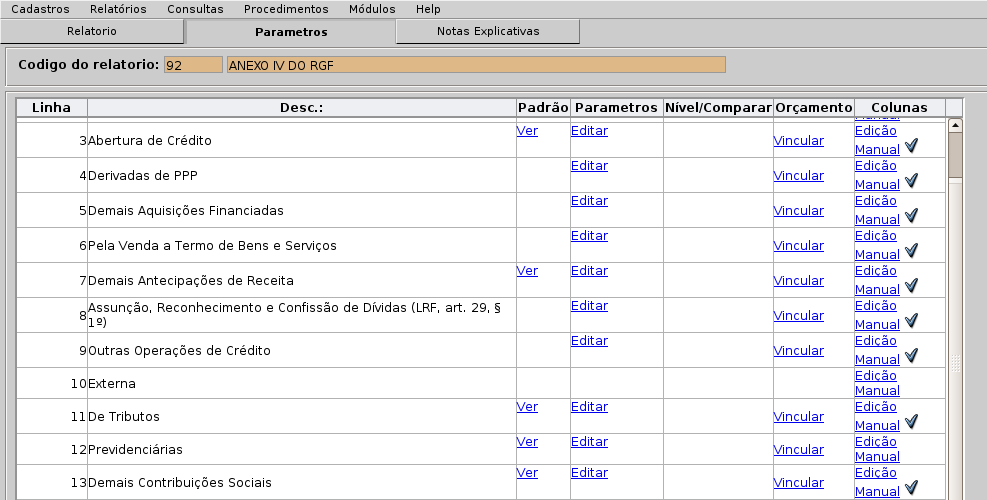 Cadastros Relatórios Consultas Procedimentos Módulos Help
Relatorio Parametros Notas Explicativas
Codigo do relatorio: 92 ANEXO IV DO RGF
Linha Desc.: Padrão Parametros Nível/Comparar Orçamento Colunas
3 Abertura de Crédito Ver Editar Vincular Edição
Manual
4 Derivadas de PPP Editar Vincular Edição
Manual
5 Demais Aquisições Financiadas Editar Vincular Edição
Manual
6 Pela Venda a Termo de Bens e Serviços Editar Vincular Edição
Manual
7 Demais Antecipações de Receita Ver Editar Vincular Edição
Manual
8 Assunção, Reconhecimento e Confissão de Dívidas (LRF, art. 29, § Editar Vincular Edição
1º) Manual
9 Outras Operações de Crédito Editar Vincular Edição
Manual
10 Externa Edição
Manual
11 De Tributos Ver Editar Vincular Edição
Manual
12 Previdenciárias Ver Editar Vincular Edição
Manual
13 Demais Contribuições Sociais Ver Editar Vincular Edição
Manual